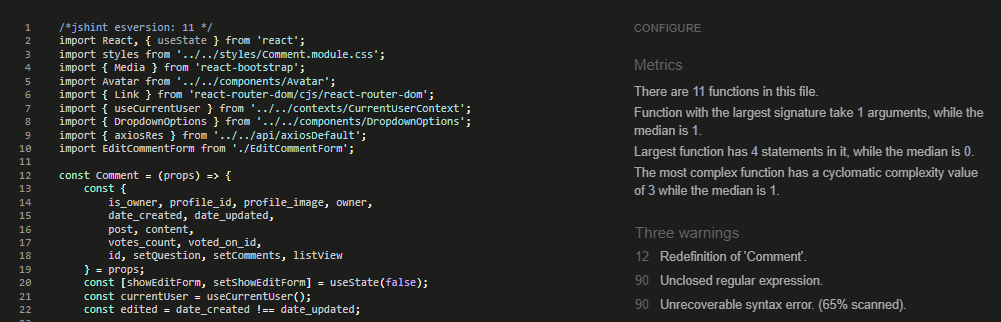 1 /*jshint esversion: 11 */
2 import React, { useState } from 'react';
3 import styles from '../../styles/Comment.module.css';
4 import { Media } from 'react-bootstrap';
5 import Avatar from '../../components/Avatar';
6 import { Link } from 'react-router-dom/cjs/react-router-dom';
7 import { useCurrentUser } from '../../contexts/CurrentUserContext';
8 import { DropdownOptions } from '../../components/DropdownOptions';
9 import { axiosRes } from '../../api/axiosDefault';
10 import EditCommentForm from './EditCommentForm';
11
12 const Comment = (props) => {
13 const {
14 is_owner, profile_id, profile_image, owner,
15 date_created, date_updated,
16 post, content,
17 votes_count, voted_on_id,
18 id, setQuestion, setComments, listView
19 } = props;
20 const [showEditForm, setShowEditForm] = useState(false);
21 const currentUser = useCurrentUser();
22 const edited = date_created !== date_updated;
CONFIGURE
Metrics
There are 11 functions in this file.
Function with the largest signature take 1 arguments, while the
median is 1.
Largest function has 4 statements in it, while the median is 0.
The most complex function has a cyclomatic complexity value
of 3 while the median is 1.
Three warnings
12 Redefinition of 'Comment'.
90 Unclosed regular expression.
90 Unrecoverable syntax error. (65% scanned).